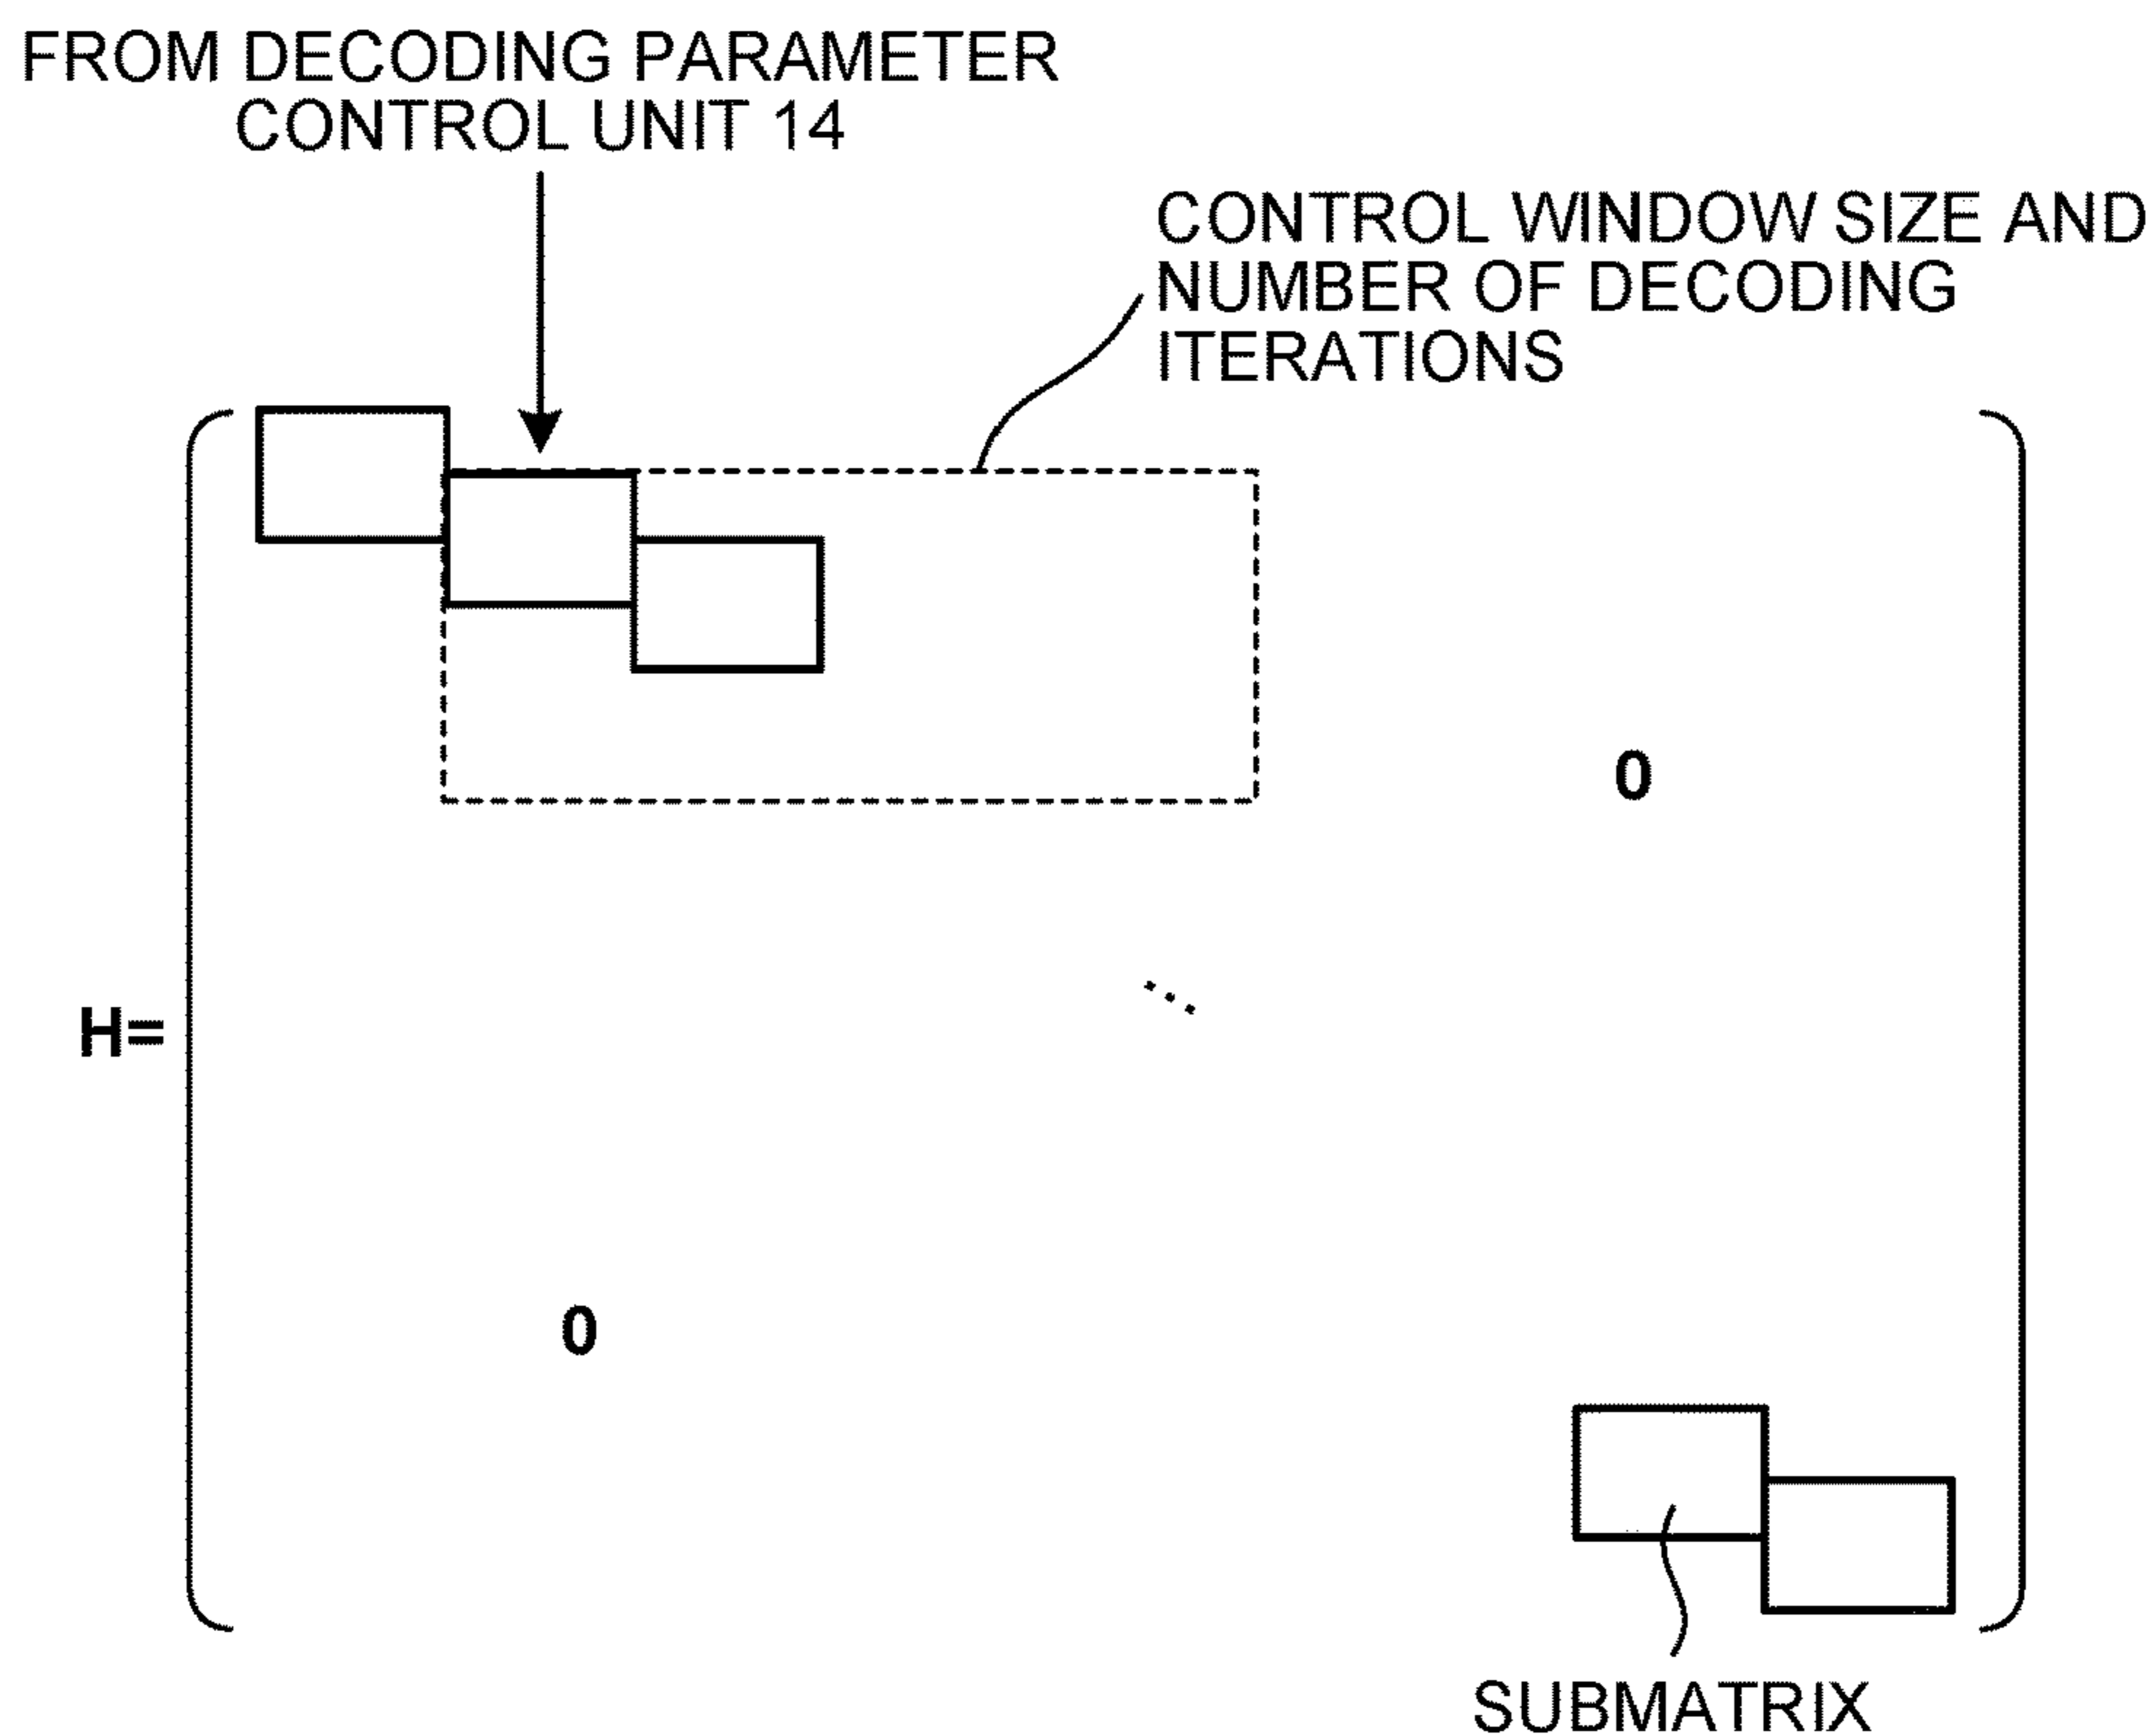 FROM DECODING PARAMETER
CONTROL UNIT 14
CONTROL WINDOW SIZE AND
NUMBER OF DECODING
ITERATIONS
0
H=
0
SUBMATRIX